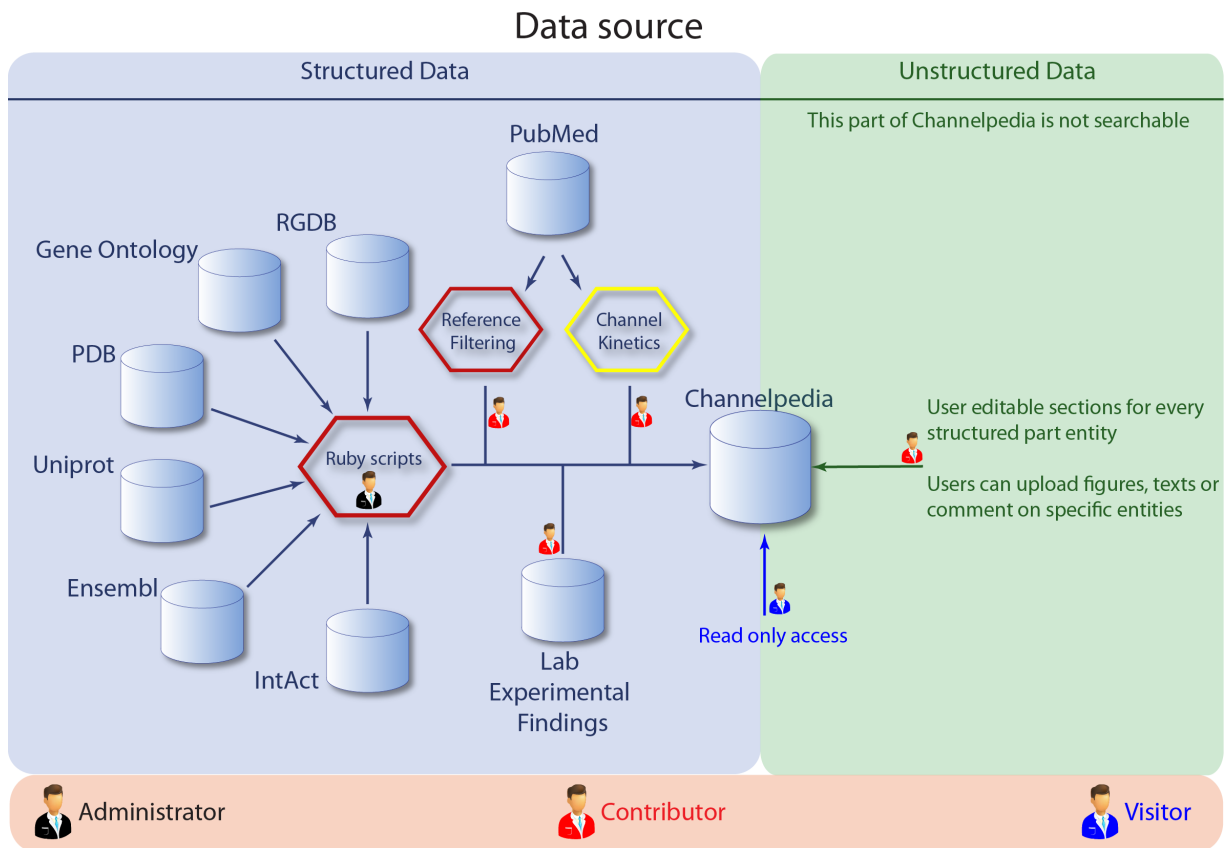 Data source
Structured Data
Unstructured Data
This part of Channelpedia is not searchable
PubMed
RGDB
Gene Ontology
Reference
Filtering
Channel
Kinetics
PDB
Channelpedia
User editable sections for every
structured part entity
Uniprot
Ruby scripts
Users can upload figures, texts or
comment on specific entities
Ensembl
Read only access
IntAct
Lab
Experimental
Findings
Administrator
Contributor
Visitor